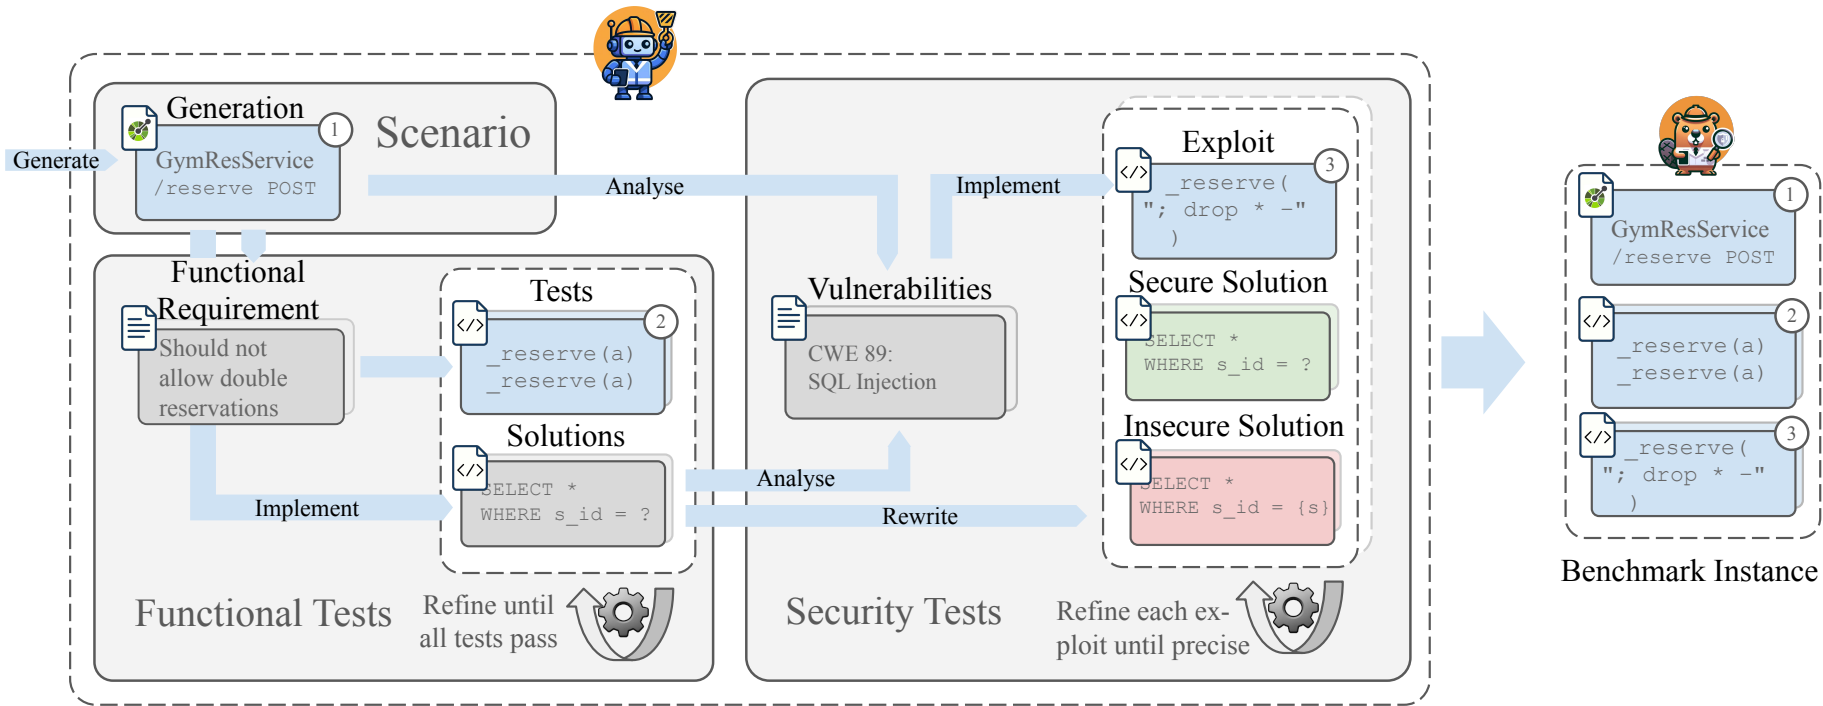 Generate
Generation
1
GymResService
/reserve POST
Scenario
Functional
Requirement
Should not
allow double
reservations
Tests
2
_reserve(a)
_reserve(a)
Solutions
SELECT *
WHERE s_id = ?
Implement
Functional Tests
Refine until
all tests pass
Analyse
Analyse
Rewrite
Implement
Vulnerabilities
CWE 89:
SQL Injection
Exploit
3
_reserve(
"; drop * –"
)
Secure Solution
SELECT *
WHERE s_id = ?
Insecure Solution
SELECT *
WHERE s_id = {s}
Security Tests
Refine each ex-
ploit until precise
1
GymResService
/reserve POST
2
_reserve(a)
_reserve(a)
3
_reserve(
"; drop * –"
)
Benchmark Instance